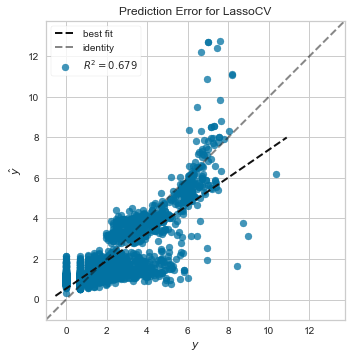 Prediction Error for LassoCV
best fit
identity
R² = 0.679
12
10
8
6
4
2
0
ŷ
0 2 4 6 8 10 12
y